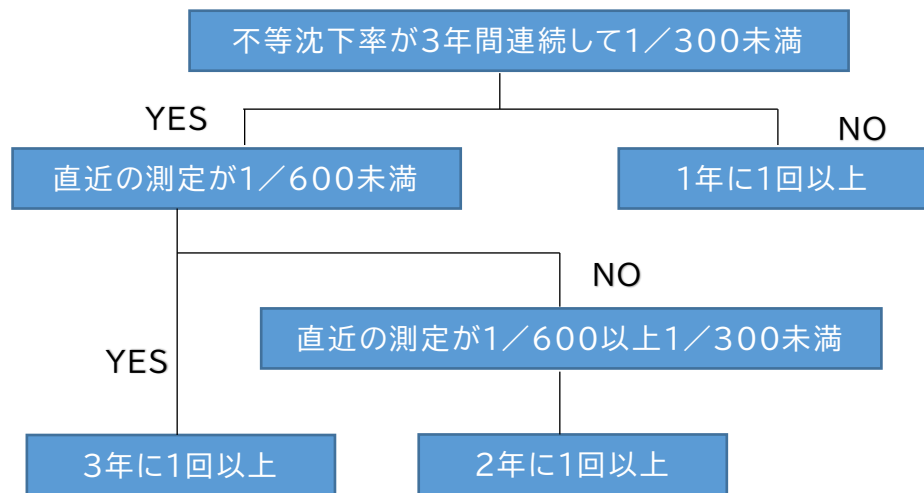 不等沈下率が3年間連続して1／300未満
YES
NO
直近の測定が1／600未満
1年に1回以上
NO
直近の測定が1／600以上1／300未満
YES
3年に1回以上
2年に1回以上